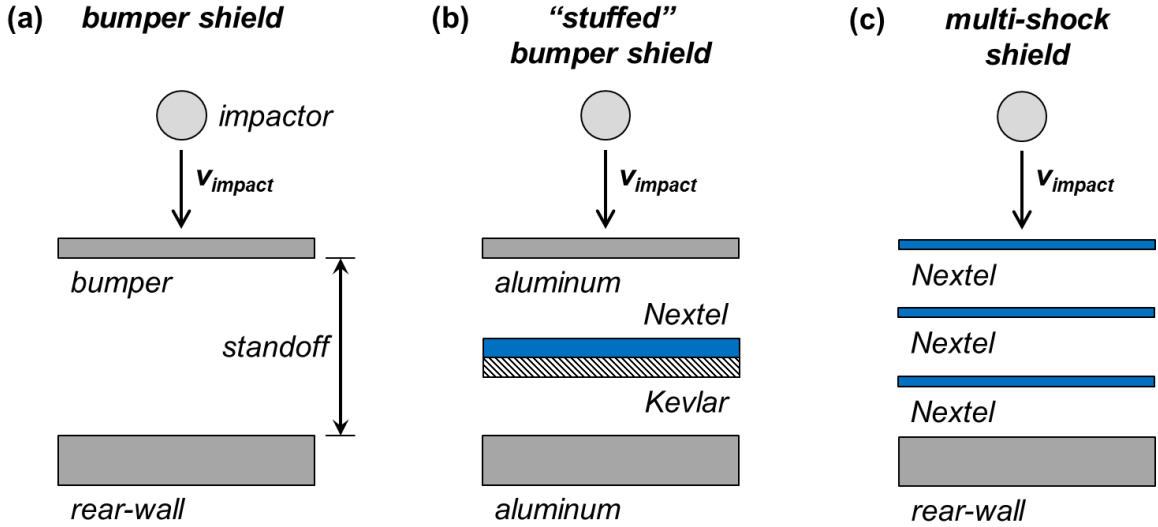 (a) bumper shield
impactor
v_impact
bumper
standoff
rear-wall
(b) “stuffed”
bumper shield
v_impact
aluminum
Nextel
Kevlar
aluminum
(c) multi-shock
shield
v_impact
Nextel
Nextel
Nextel
rear-wall